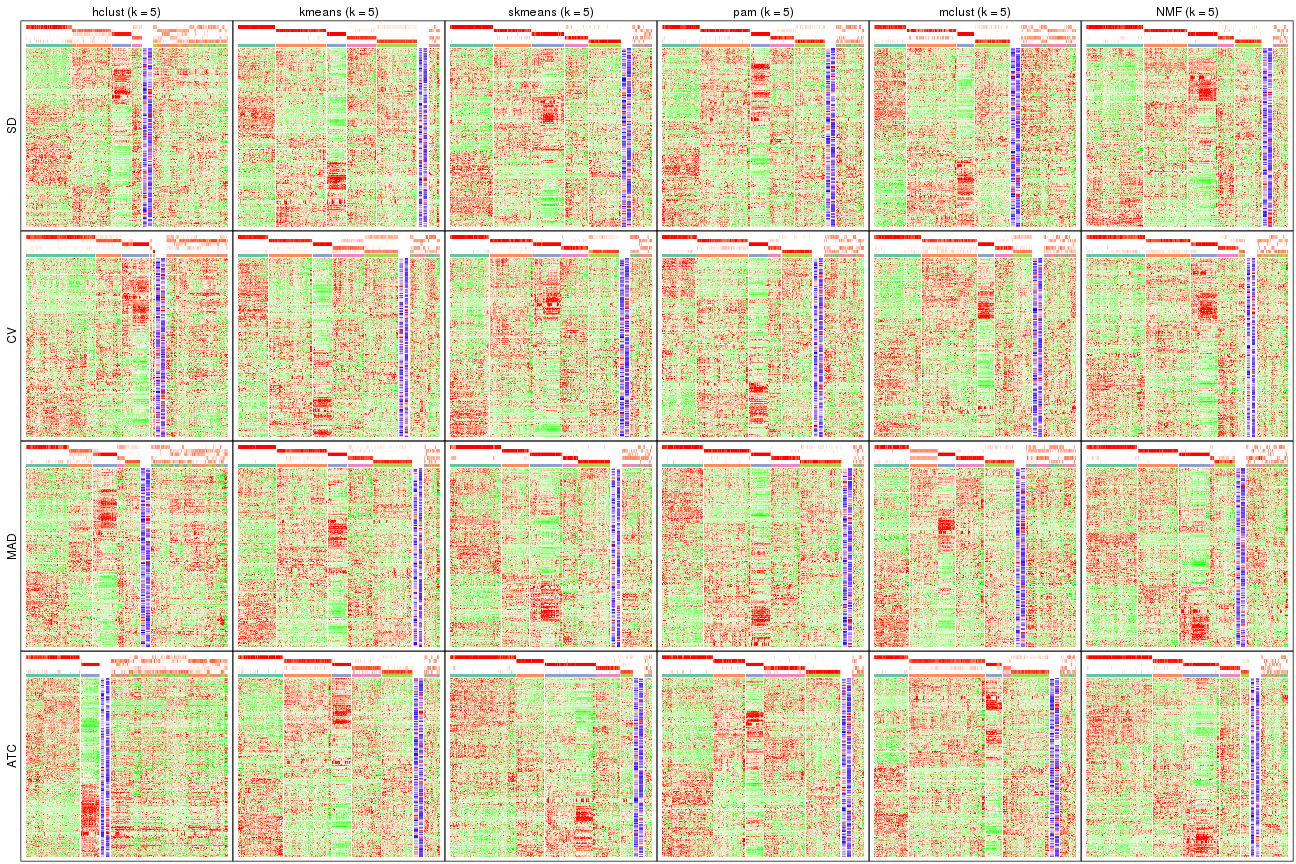 hclust (k = 5) kmeans (k = 5) skmeans (k = 5) pam (k = 5) mclust (k = 5) NMF (k = 5)
SD
CV
MAD
ATC